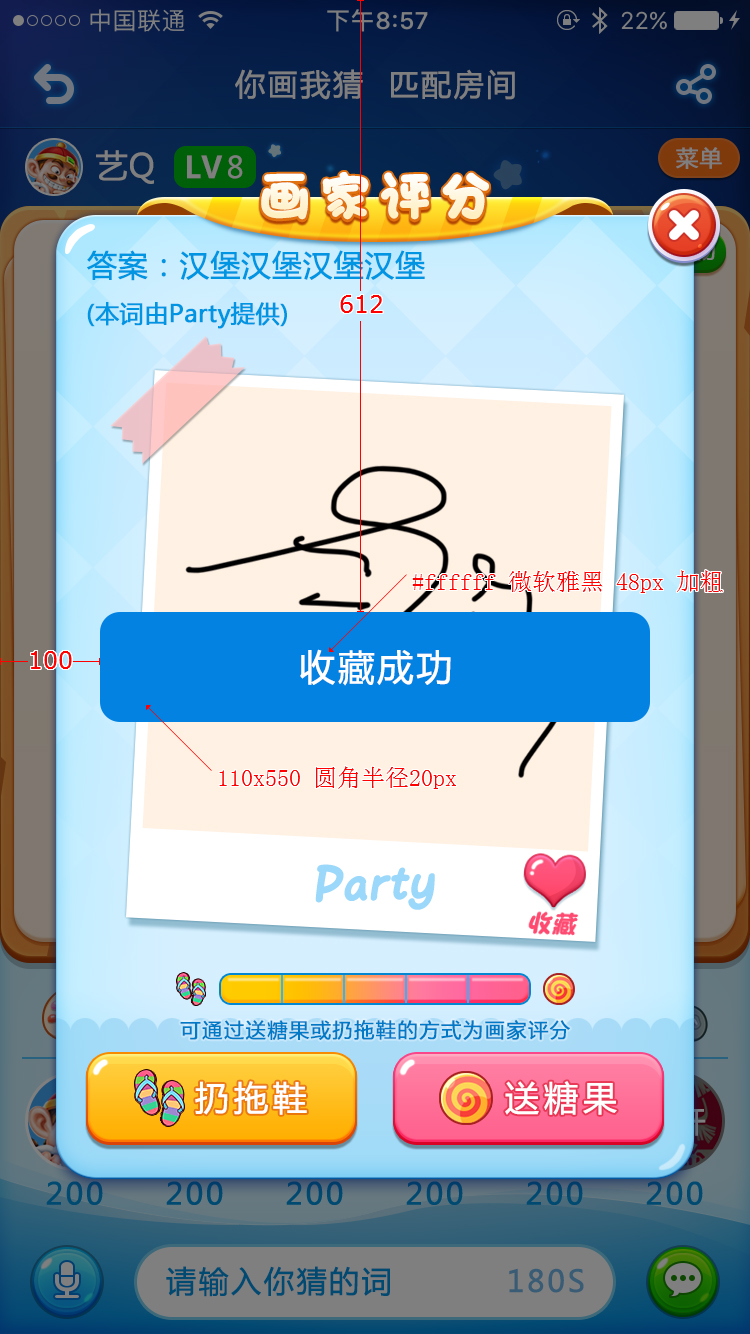 中国联通 下午8:57 22%
你画我猜 匹配房间
艺Q LV8 菜单
画家评分
答案：汉堡汉堡汉堡汉堡
(本词由Party提供)
612
#ffffff 微软雅黑 48px 加粗
100
收藏成功
110x550 圆角半径20px
Party
收藏
可通过送糖果或扔拖鞋的方式为画家评分
扔拖鞋 送糖果
200 200 200 200 200 200
请输入你猜的词 180S